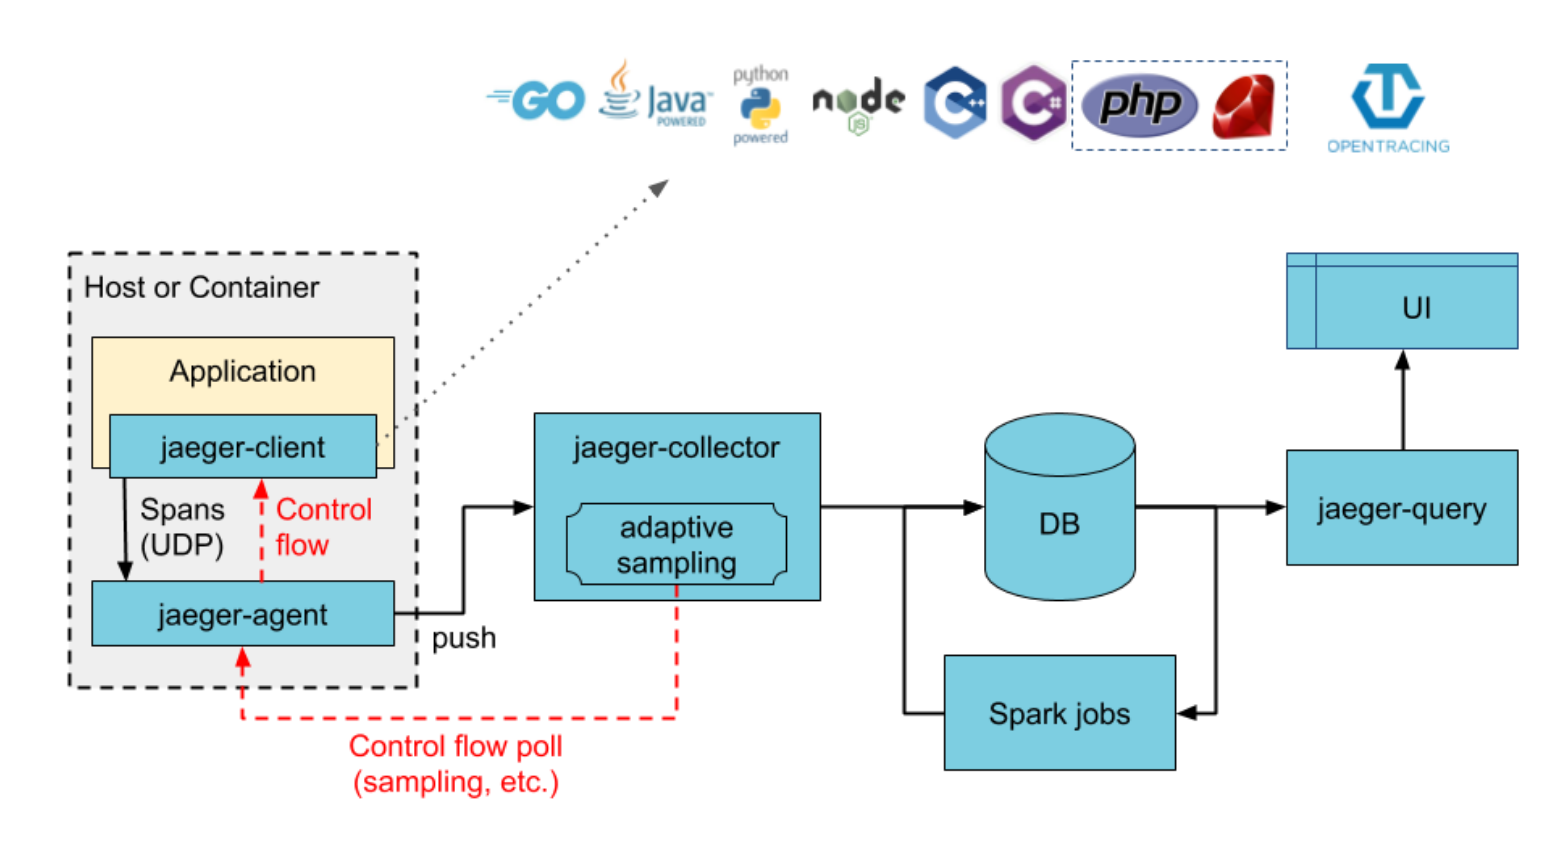 GO
Java™
POWERED
python
powered
node
JS
C++
C#
php
OPENTRACING
Host or Container
Application
jaeger-client
Spans
(UDP)
Control
flow
jaeger-agent
push
jaeger-collector
adaptive
sampling
Control flow poll
(sampling, etc.)
DB
Spark jobs
UI
jaeger-query